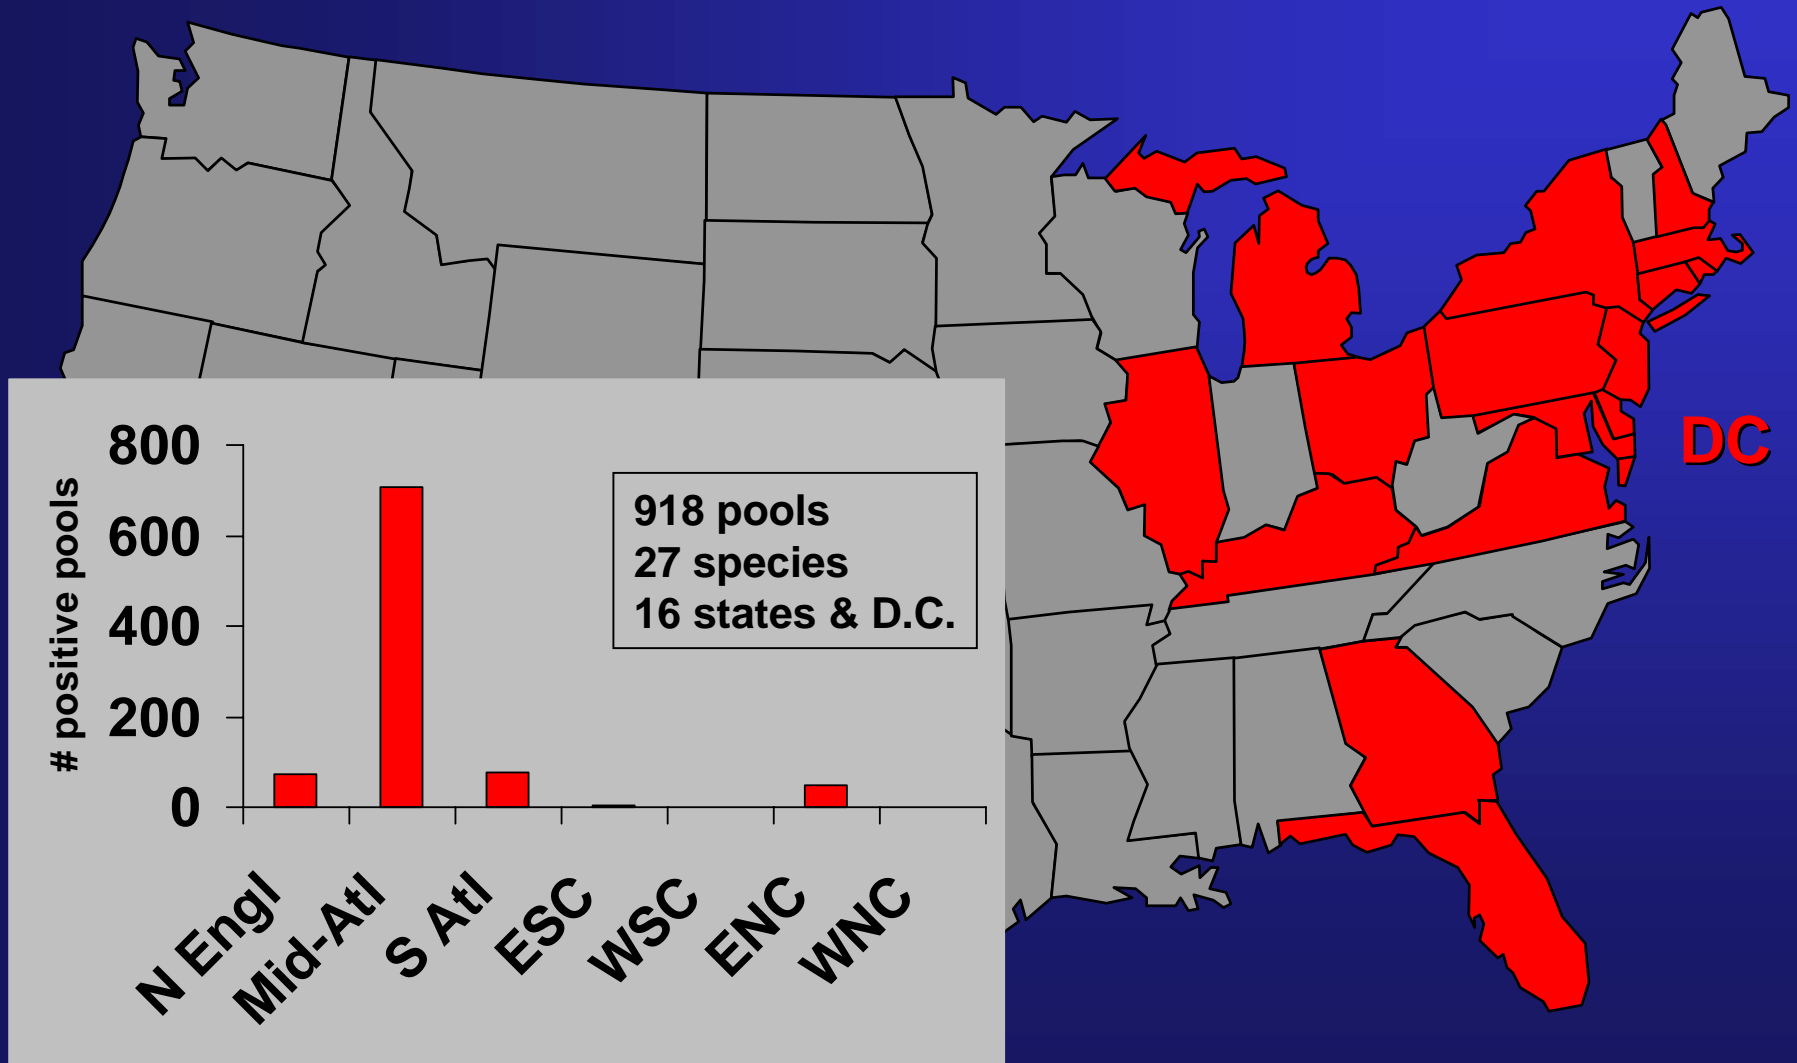 DC
800
600
400
200
0
# positive pools
918 pools
27 species
16 states & D.C.
N Engl
Mid-Atl
S Atl
ESC
WSC
ENC
WNC